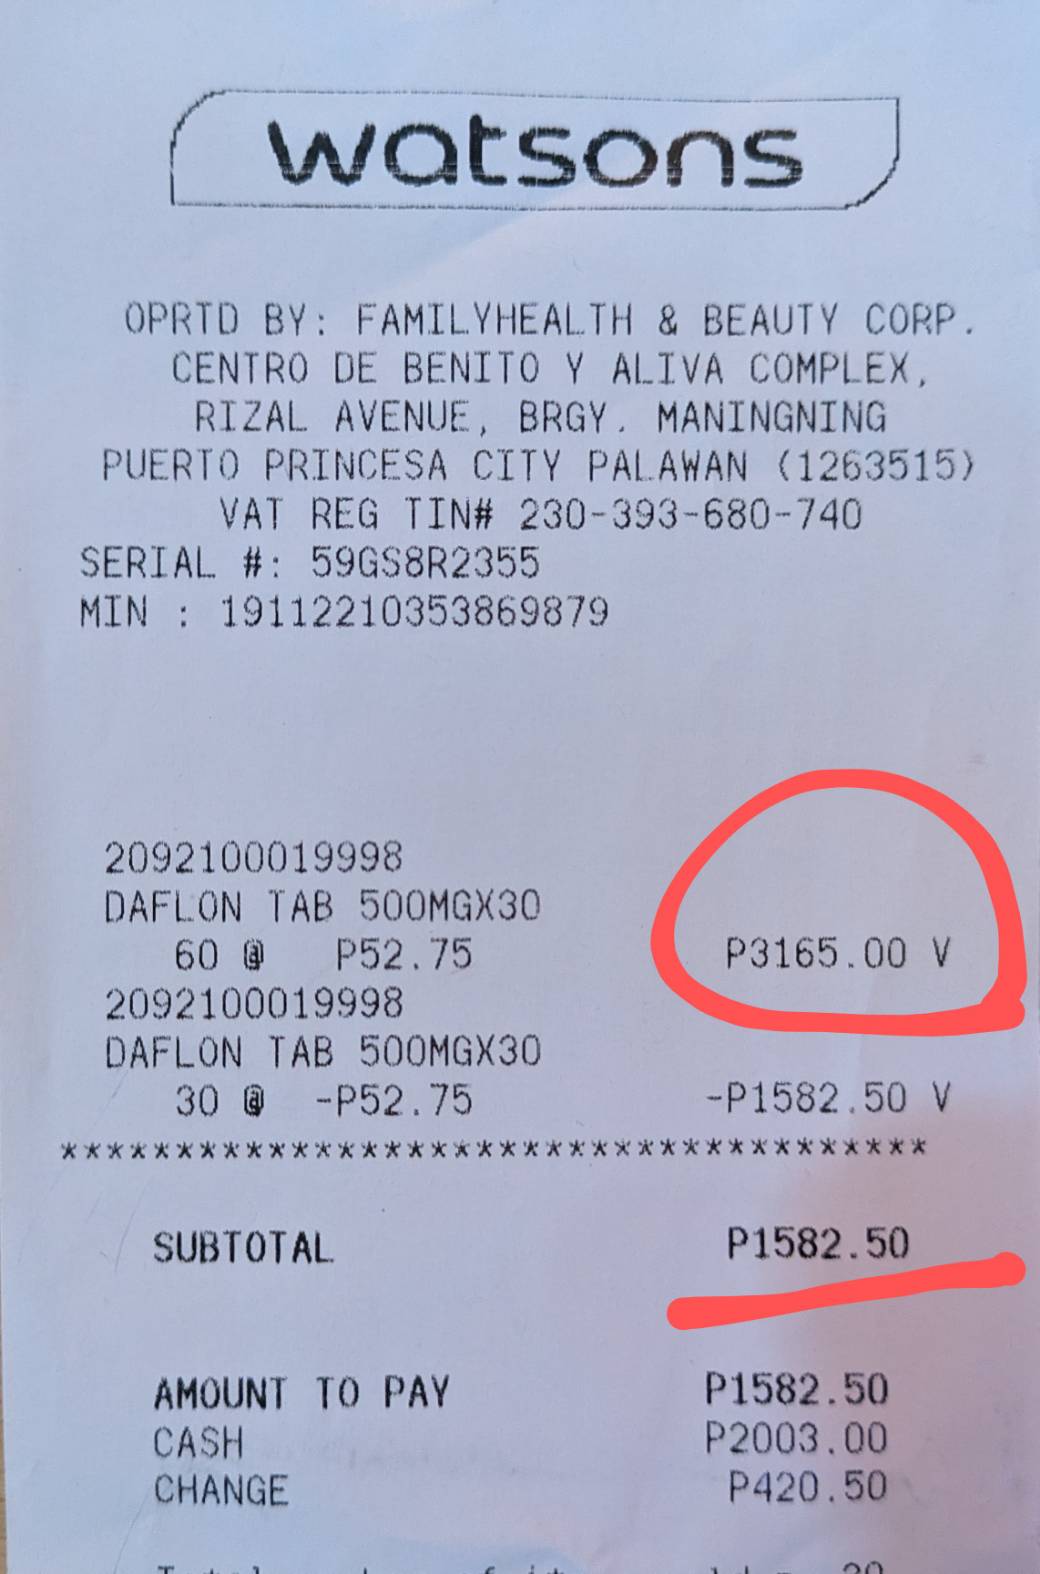 watsons
OPRTD BY: FAMILYHEALTH & BEAUTY CORP.
CENTRO DE BENITO Y ALIVA COMPLEX,
RIZAL AVENUE, BRGY. MANINGNING
PUERTO PRINCESA CITY PALAWAN (1263515)
VAT REG TIN# 230-393-680-740
SERIAL #: 59GS8R2355
MIN : 19112210353869879
2092100019998
DAFLON TAB 500MGX30
60 @ P52.75 P3165.00 V
2092100019998
DAFLON TAB 500MGX30
30 @ -P52.75 -P1582.50 V
**************************************
SUBTOTAL P1582.50
AMOUNT TO PAY P1582.50
CASH P2003.00
CHANGE P420.50